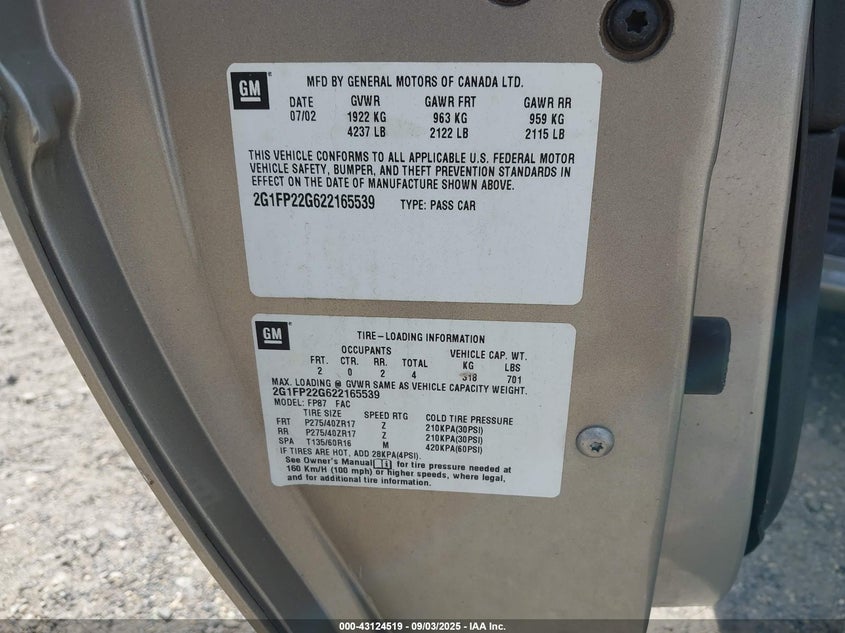 GM
MFD BY GENERAL MOTORS OF CANADA LTD.
DATE GVWR GAWR FRT GAWR RR
07/02 1922 KG 963 KG 959 KG
4237 LB 2122 LB 2115 LB
THIS VEHICLE CONFORMS TO ALL APPLICABLE U.S. FEDERAL MOTOR
VEHICLE SAFETY, BUMPER, AND THEFT PREVENTION STANDARDS IN
EFFECT ON THE DATE OF MANUFACTURE SHOWN ABOVE.
2G1FP22G622165539 TYPE: PASS CAR
GM
TIRE-LOADING INFORMATION
OCCUPANTS VEHICLE CAP. WT.
FRT. CTR. RR. TOTAL KG LBS
2 0 2 4 318 701
MAX. LOADING @ GVWR SAME AS VEHICLE CAPACITY WEIGHT.
2G1FP22G622165539
MODEL: FP87 FAC
TIRE SIZE SPEED RTG COLD TIRE PRESSURE
FRT P275/40ZR17 Z 210KPA(30PSI)
RR P275/40ZR17 Z 210KPA(30PSI)
SPA T135/60R16 M 420KPA(60PSI)
IF TIRES ARE HOT, ADD 28KPA(4PSI).
See Owner's Manual for tire pressure needed at
160 Km/H (100 mph) or higher speeds, where legal,
and for additional tire information.
000-43124519 - 09/03/2025 - IAA Inc.